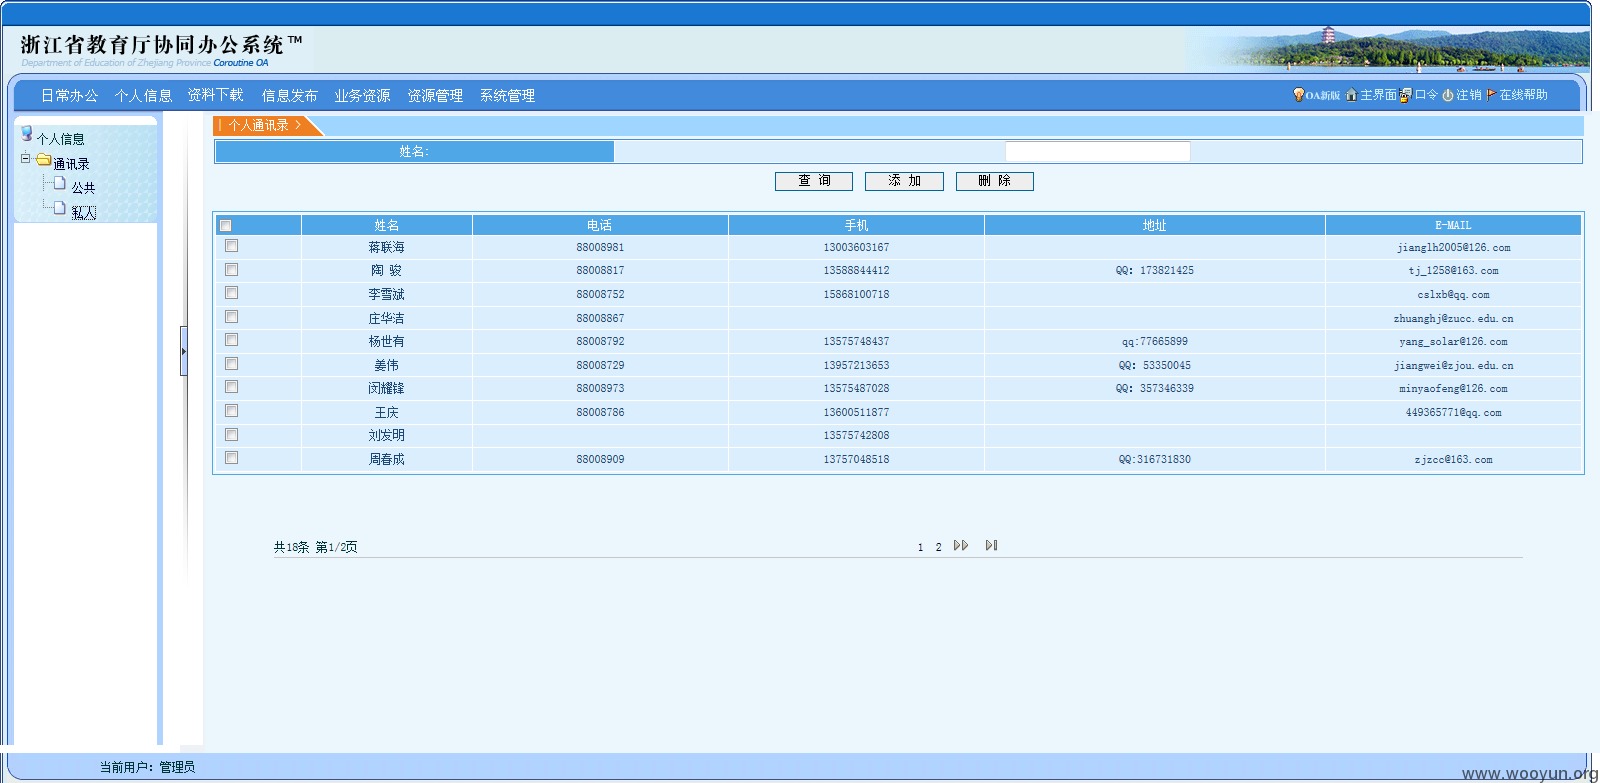 浙江省教育厅协同办公系统™
Department of Education of Zhejiang Province Coroutine OA
日常办公 个人信息 资料下载 信息发布 业务资源 资源管理 系统管理 OA新版 主界面 口令 注销 在线帮助
个人信息
通讯录
公共
私人
个人通讯录
姓名:
查 询 添 加 删 除
姓名 电话 手机 地址 E-MAIL
蒋联海 88008981 13003603167 jianglh2005@126.com
陶 骏 88008817 13588844412 QQ: 173821425 tj_1258@163.com
李雪斌 88008752 15868100718 cslxb@qq.com
庄华洁 88008867 zhuanghj@zucc.edu.cn
杨世有 88008792 13575748437 qq:77665899 yang_solar@126.com
姜伟 88008729 13957213653 QQ: 53350045 jiangwei@zjou.edu.cn
闵耀锋 88008973 13575487028 QQ: 357346339 minyaofeng@126.com
王庆 88008786 13600511877 449365771@qq.com
刘发明 13575742808
周春成 88008909 13757048518 QQ:316731830 zjzcc@163.com
共18条 第1/2页 1 2
当前用户: 管理员
www.wooyun.org